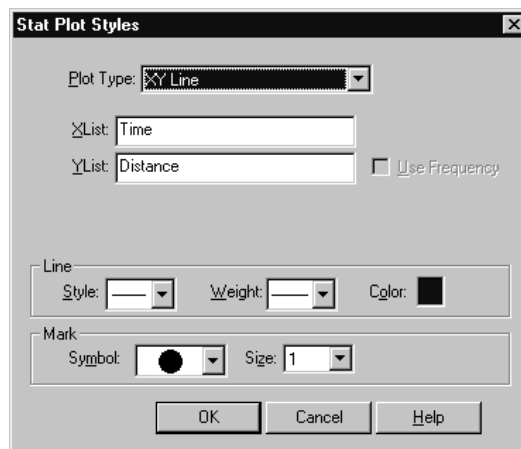 Stat Plot Styles
Plot Type: XY Line
XList: Time
YList: Distance Use Frequency
Line
Style: Weight: Color:
Mark
Symbol: Size: 1
OK Cancel Help